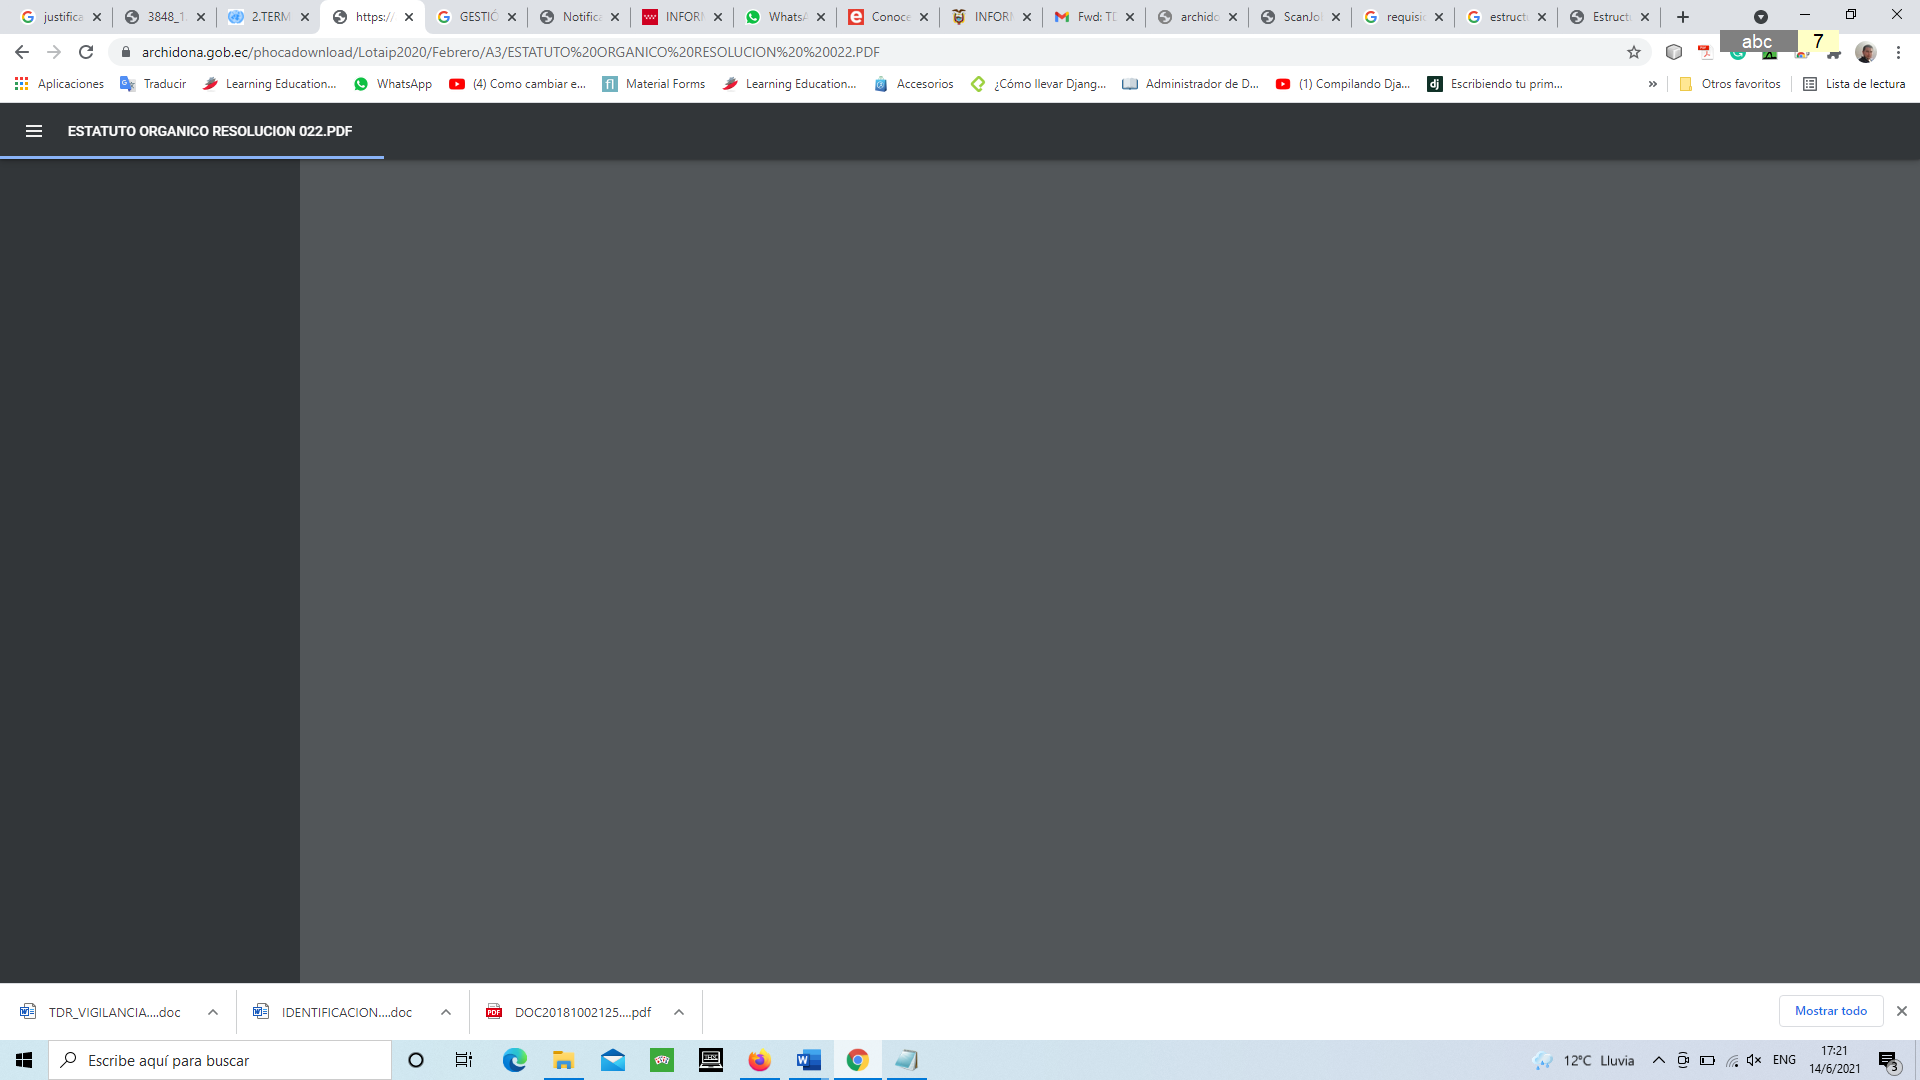 justifica
3848_1.
2.TERM
https://
GESTIÓ
Notifica
INFORM
WhatsA
Conoce
INFORM
Fwd: TD
archido
ScanJol
requisic
estructu
Estructu
abc 7
archidona.gob.ec/phocadownload/Lotaip2020/Febrero/A3/ESTATUTO%20ORGANICO%20RESOLUCION%20%20022.PDF
Aplicaciones
Traducir
Learning Education...
WhatsApp
(4) Como cambiar e...
Material Forms
Learning Education...
Accesorios
¿Cómo llevar Djang...
Administrador de D...
(1) Compilando Dja...
Escribiendo tu prim...
»
Otros favoritos
Lista de lectura
ESTATUTO ORGANICO RESOLUCION 022.PDF
TDR_VIGILANCIA....doc
IDENTIFICACION....doc
DOC20181002125....pdf
Mostrar todo
Escribe aquí para buscar
12°C Lluvia
ENG
17:21
14/6/2021
3